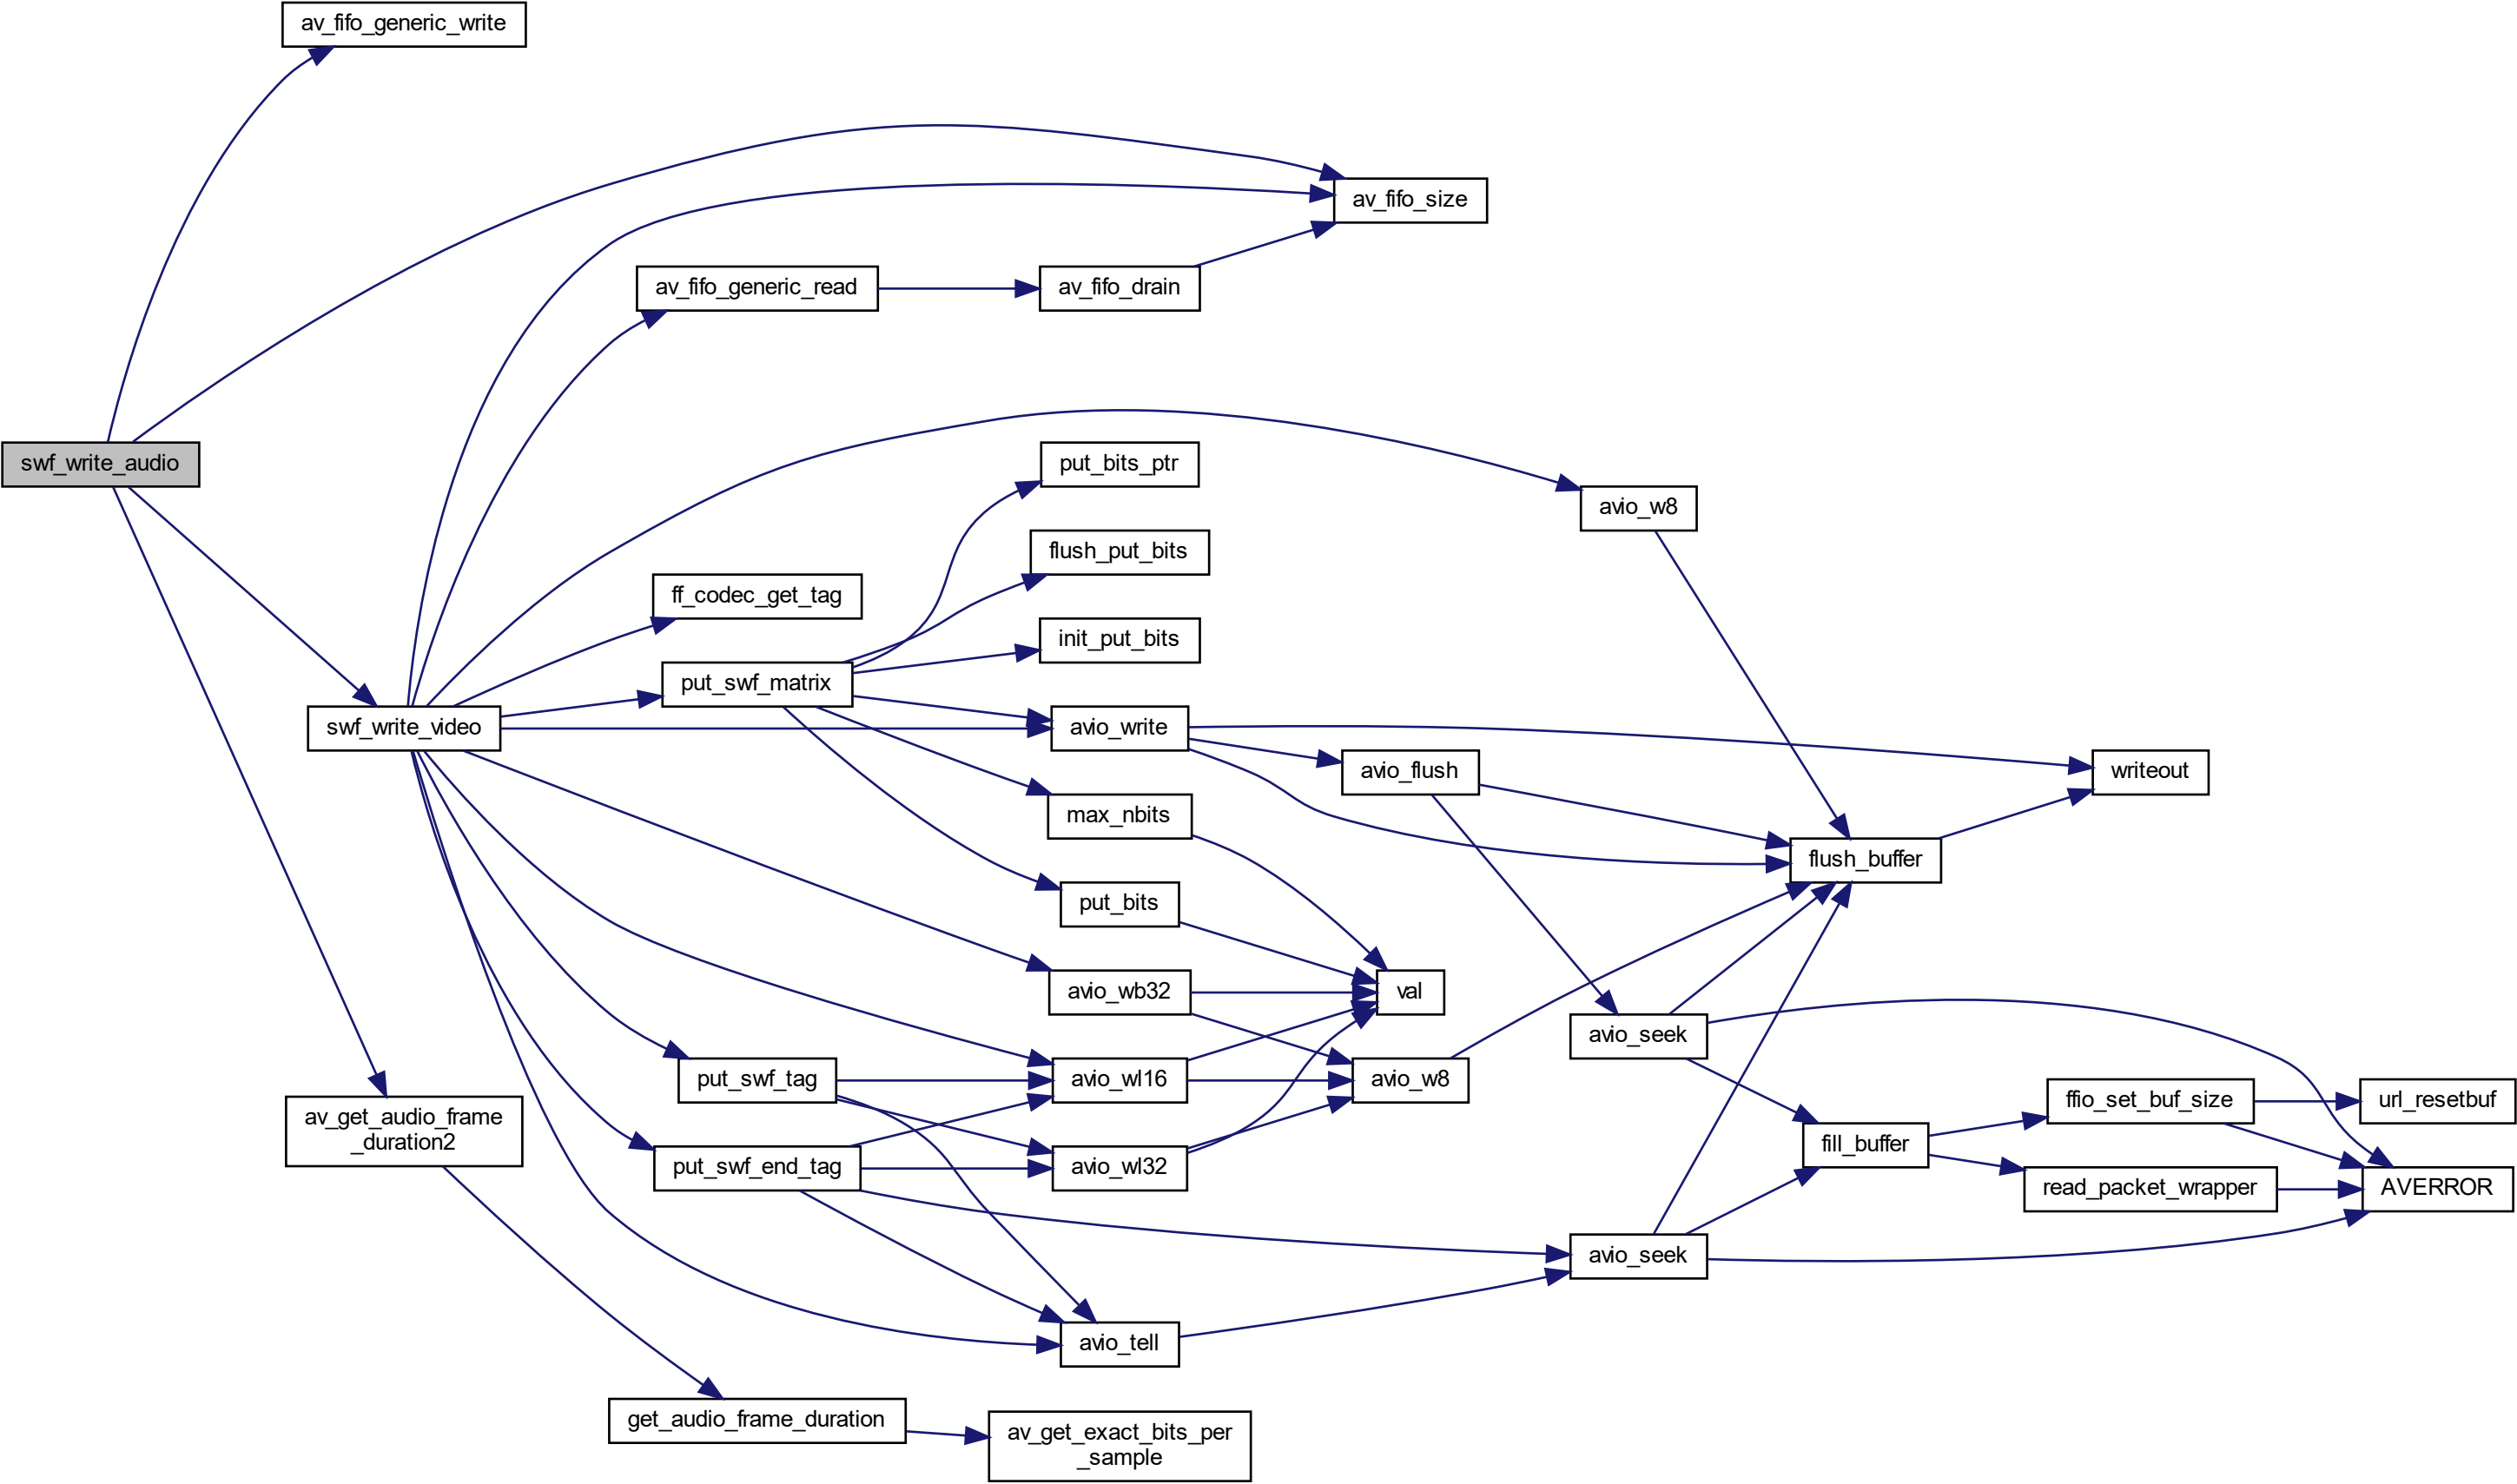 av_fifo_generic_write
av_fifo_size
av_fifo_generic_read
av_fifo_drain
swf_write_audio
put_bits_ptr
avio_w8
flush_put_bits
ff_codec_get_tag
init_put_bits
put_swf_matrix
swf_write_video
avio_write
avio_flush
writeout
max_nbits
flush_buffer
put_bits
avio_wb32
val
avio_seek
put_swf_tag
avio_wl16
avio_w8
ffio_set_buf_size
url_resetbuf
av_get_audio_frame
_duration2
fill_buffer
put_swf_end_tag
avio_wl32
read_packet_wrapper
AVERROR
avio_seek
avio_tell
get_audio_frame_duration
av_get_exact_bits_per
_sample